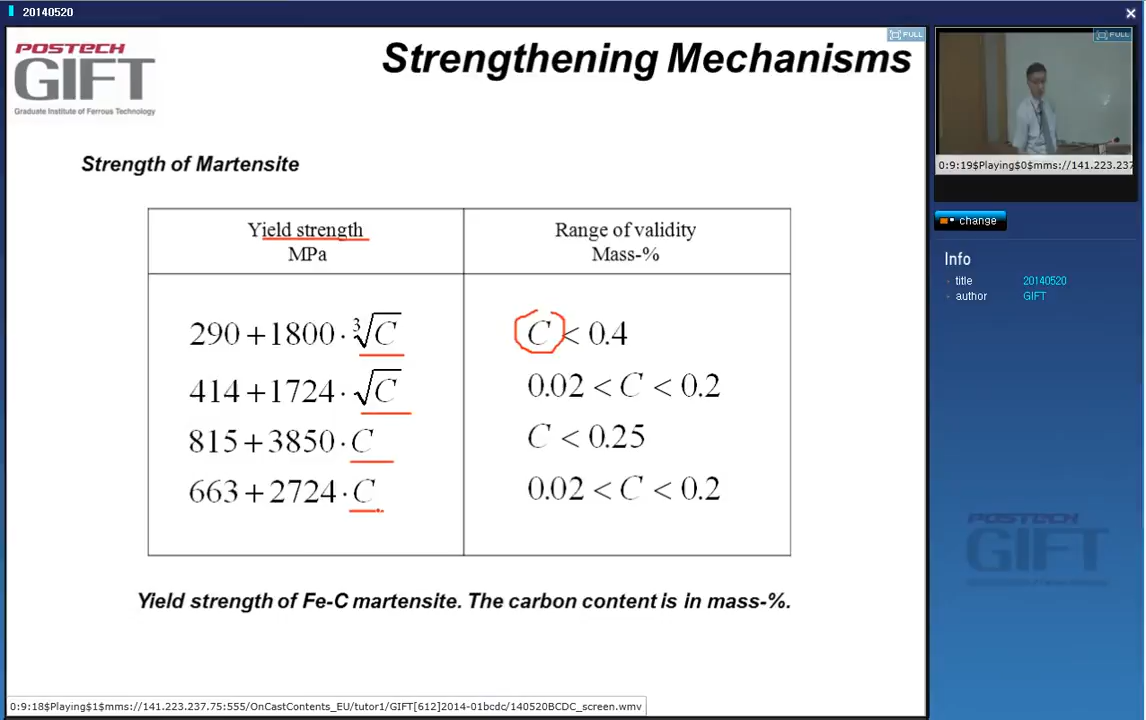 20140520
POSTECH
GIFT
Graduate Institute of Ferrous Technology
Strengthening Mechanisms
FULL
FULL
Strength of Martensite
Yield strength
MPa
Range of validity
Mass-%
290+1800·∛C
C < 0.4
414+1724·√C
0.02 < C < 0.2
815+3850·C
C < 0.25
663+2724·C
0.02 < C < 0.2
Yield strength of Fe-C martensite. The carbon content is in mass-%.
0:9:19$Playing$0$mms://141.223.237
change
Info
title 20140520
author GIFT
POSTECH
GIFT
0:9:18$Playing$1$mms://141.223.237.75:555/OnCastContents_EU/tutor1/GIFT[612]2014-01bcdc/140520BCDC_screen.wmv